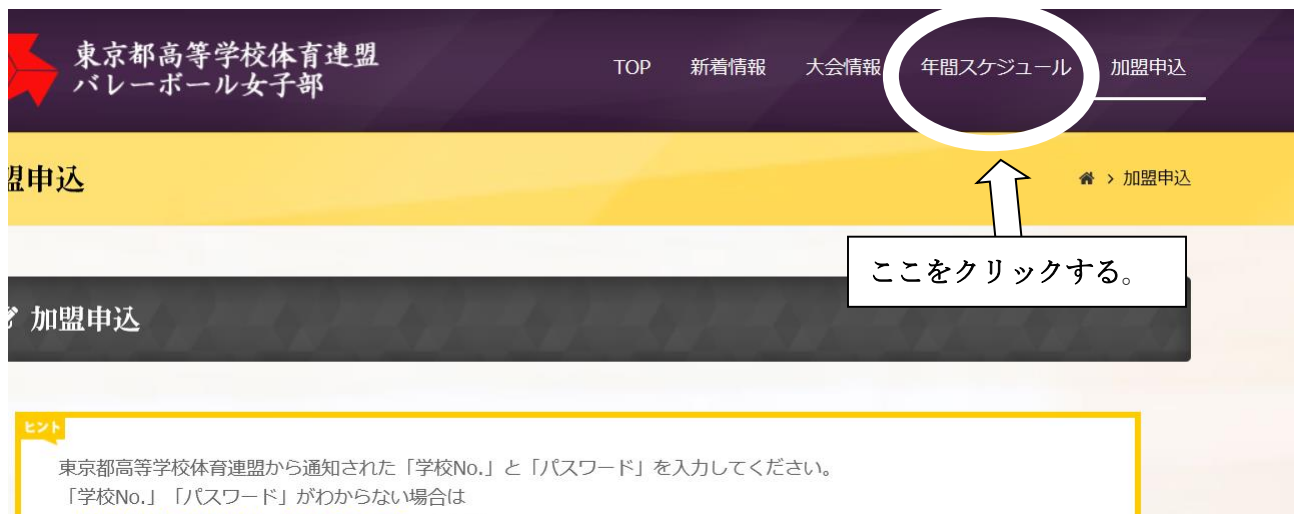 東京都高等学校体育連盟
バレーボール女子部
TOP 新着情報 大会情報 年間スケジュール 加盟申込
盟申込
> 加盟申込
ここをクリックする。
加盟申込
ヒント
東京都高等学校体育連盟から通知された「学校No.」と「パスワード」を入力してください。
「学校No.」「パスワード」がわからない場合は